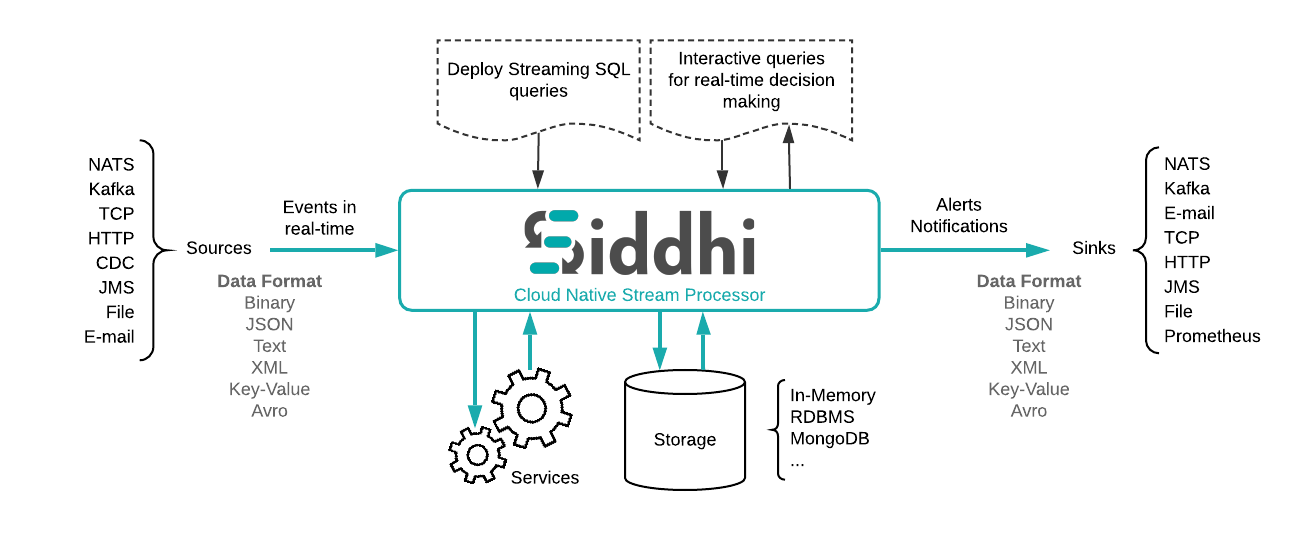 Deploy Streaming SQL
queries
Interactive queries
for real-time decision
making
NATS
Kafka
TCP
HTTP
CDC
JMS
File
E-mail
Sources
Events in
real-time
Data Format
Binary
JSON
Text
XML
Key-Value
Avro
Siddhi
Cloud Native Stream Processor
Services
Storage
In-Memory
RDBMS
MongoDB
...
Alerts
Notifications
Data Format
Binary
JSON
Text
XML
Key-Value
Avro
Sinks
NATS
Kafka
E-mail
TCP
HTTP
JMS
File
Prometheus